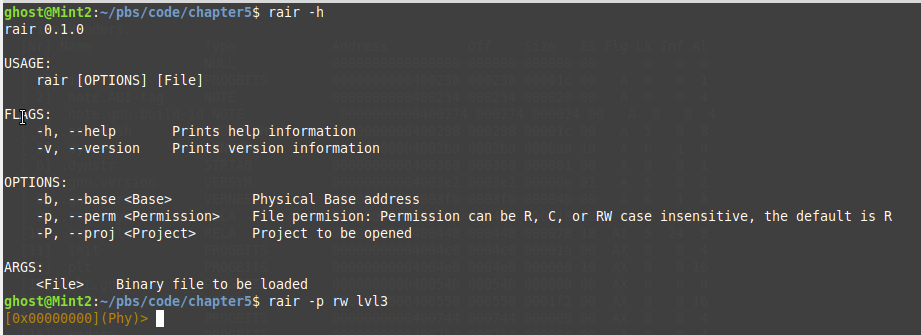 ghost@Mint2:~/pbs/code/chapter5$ rair -h
rair 0.1.0
USAGE:
rair [OPTIONS] [File]
FLAGS:
-h, --help Prints help information
-v, --version Prints version information
OPTIONS:
-b, --base <Base> Physical Base address
-p, --perm <Permission> File permision: Permission can be R, C, or RW case insensitive, the default is R
-P, --proj <Project> Project to be opened
ARGS:
<File> Binary file to be loaded
ghost@Mint2:~/pbs/code/chapter5$ rair -p rw lvl3
[0x00000000](Phy)>